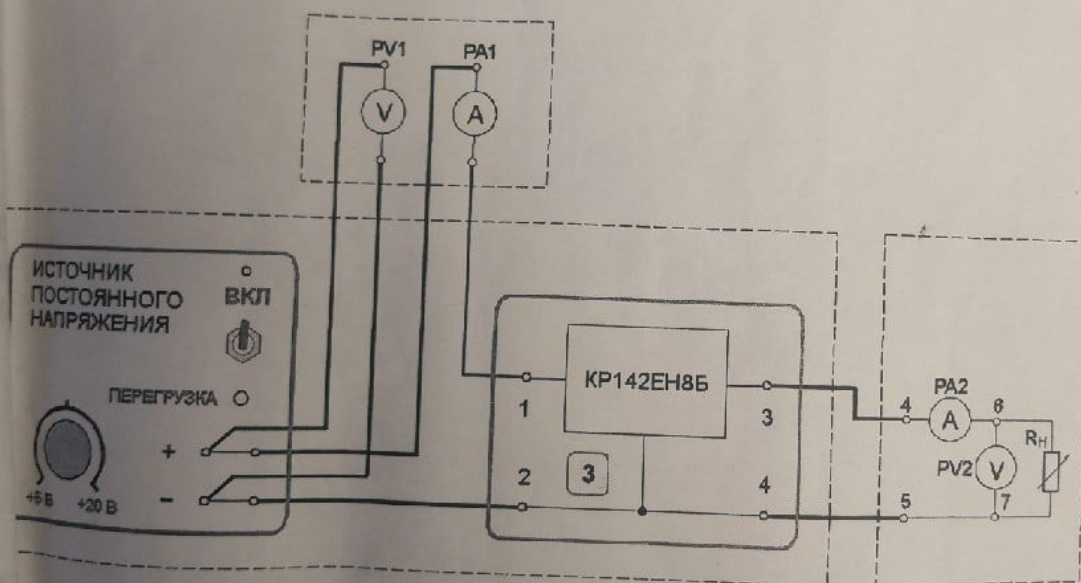 PV1
PA1
V
A
ИСТОЧНИК
ПОСТОЯННОГО
НАПРЯЖЕНИЯ
ВКЛ
ПЕРЕГРУЗКА
+
-
+5 В
+20 В
КР142ЕН8Б
1
2
3
3
4
4
PA2
A
6
RН
PV2
V
5
7